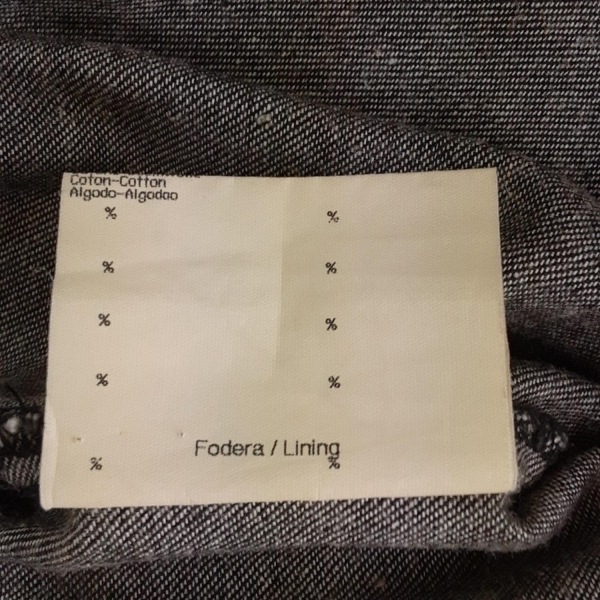 Coton-Cotton
Algodo-Algodao
% %
% %
% %
% %
Fodera / Lining
% %